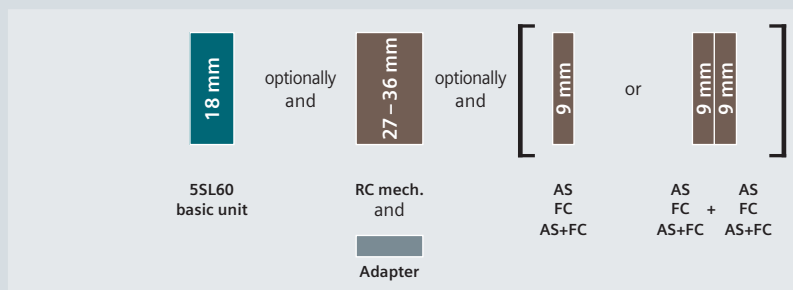 18 mm
optionally
and
27 – 36 mm
optionally
and
9 mm
or
9 mm
9 mm
5SL60
basic unit
RC mech.
and
Adapter
AS
FC
AS+FC
AS
FC
AS+FC
+
AS
FC
AS+FC